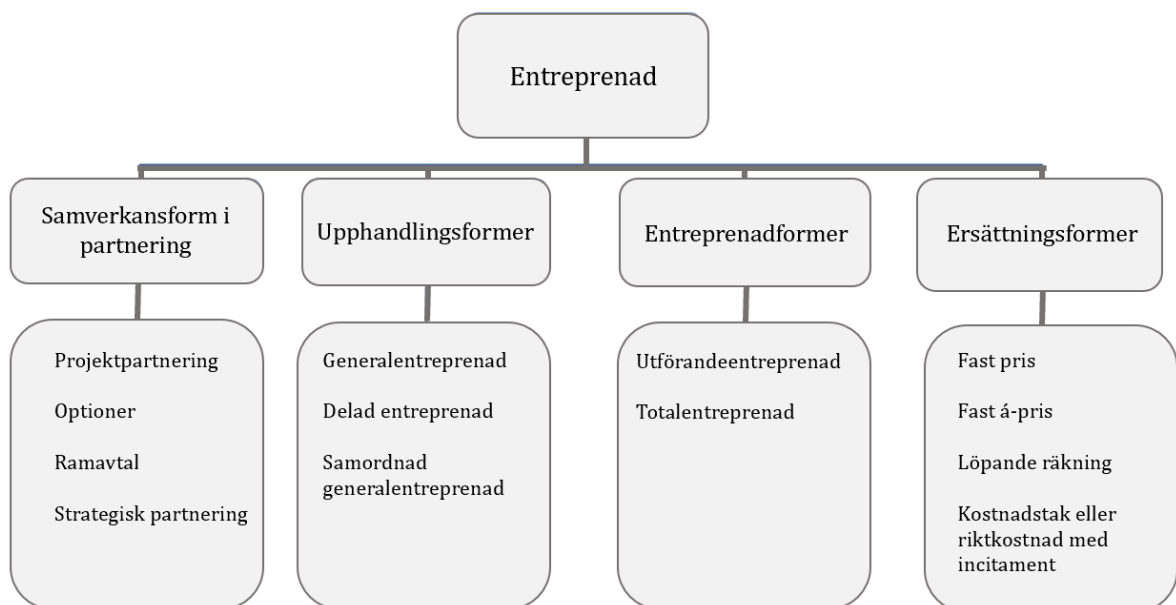 Entreprenad
Samverkansform i
partnering
Upphandlingsformer
Entreprenadformer
Ersättningsformer
Projektpartnering
Optioner
Ramavtal
Strategisk partnering
Generalentreprenad
Delad entreprenad
Samordnad
generalentreprenad
Utförandeentreprenad
Totalentreprenad
Fast pris
Fast á-pris
Löpande räkning
Kostnadstak eller
riktkostnad med
incitament